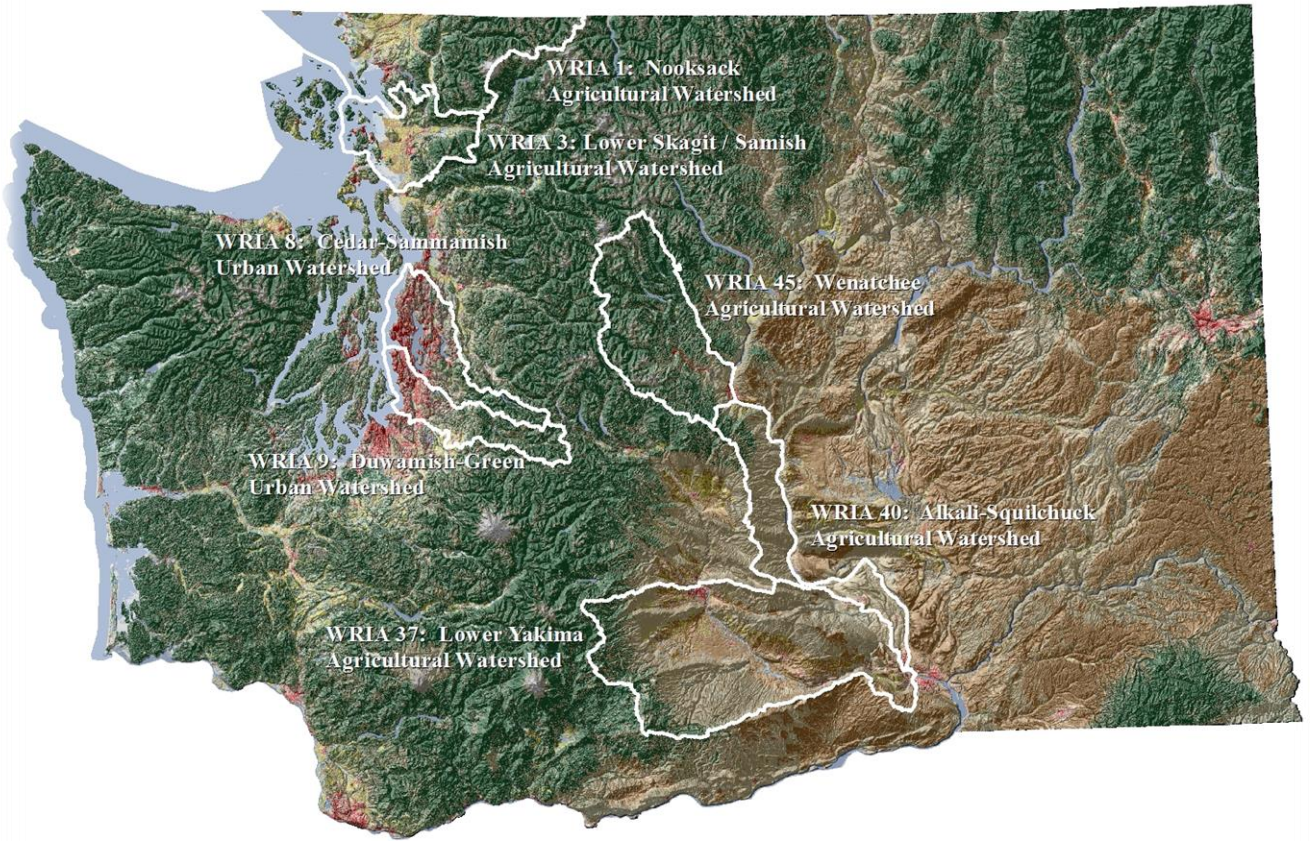 WRIA 1: Nooksack
Agricultural Watershed
WRIA 3: Lower Skagit / Samish
Agricultural Watershed
WRIA 8: Cedar-Sammamish
Urban Watershed
WRIA 45: Wenatchee
Agricultural Watershed
WRIA 9: Duwamish-Green
Urban Watershed
WRIA 40: Alkali-Squilchuck
Agricultural Watershed
WRIA 37: Lower Yakima
Agricultural Watershed